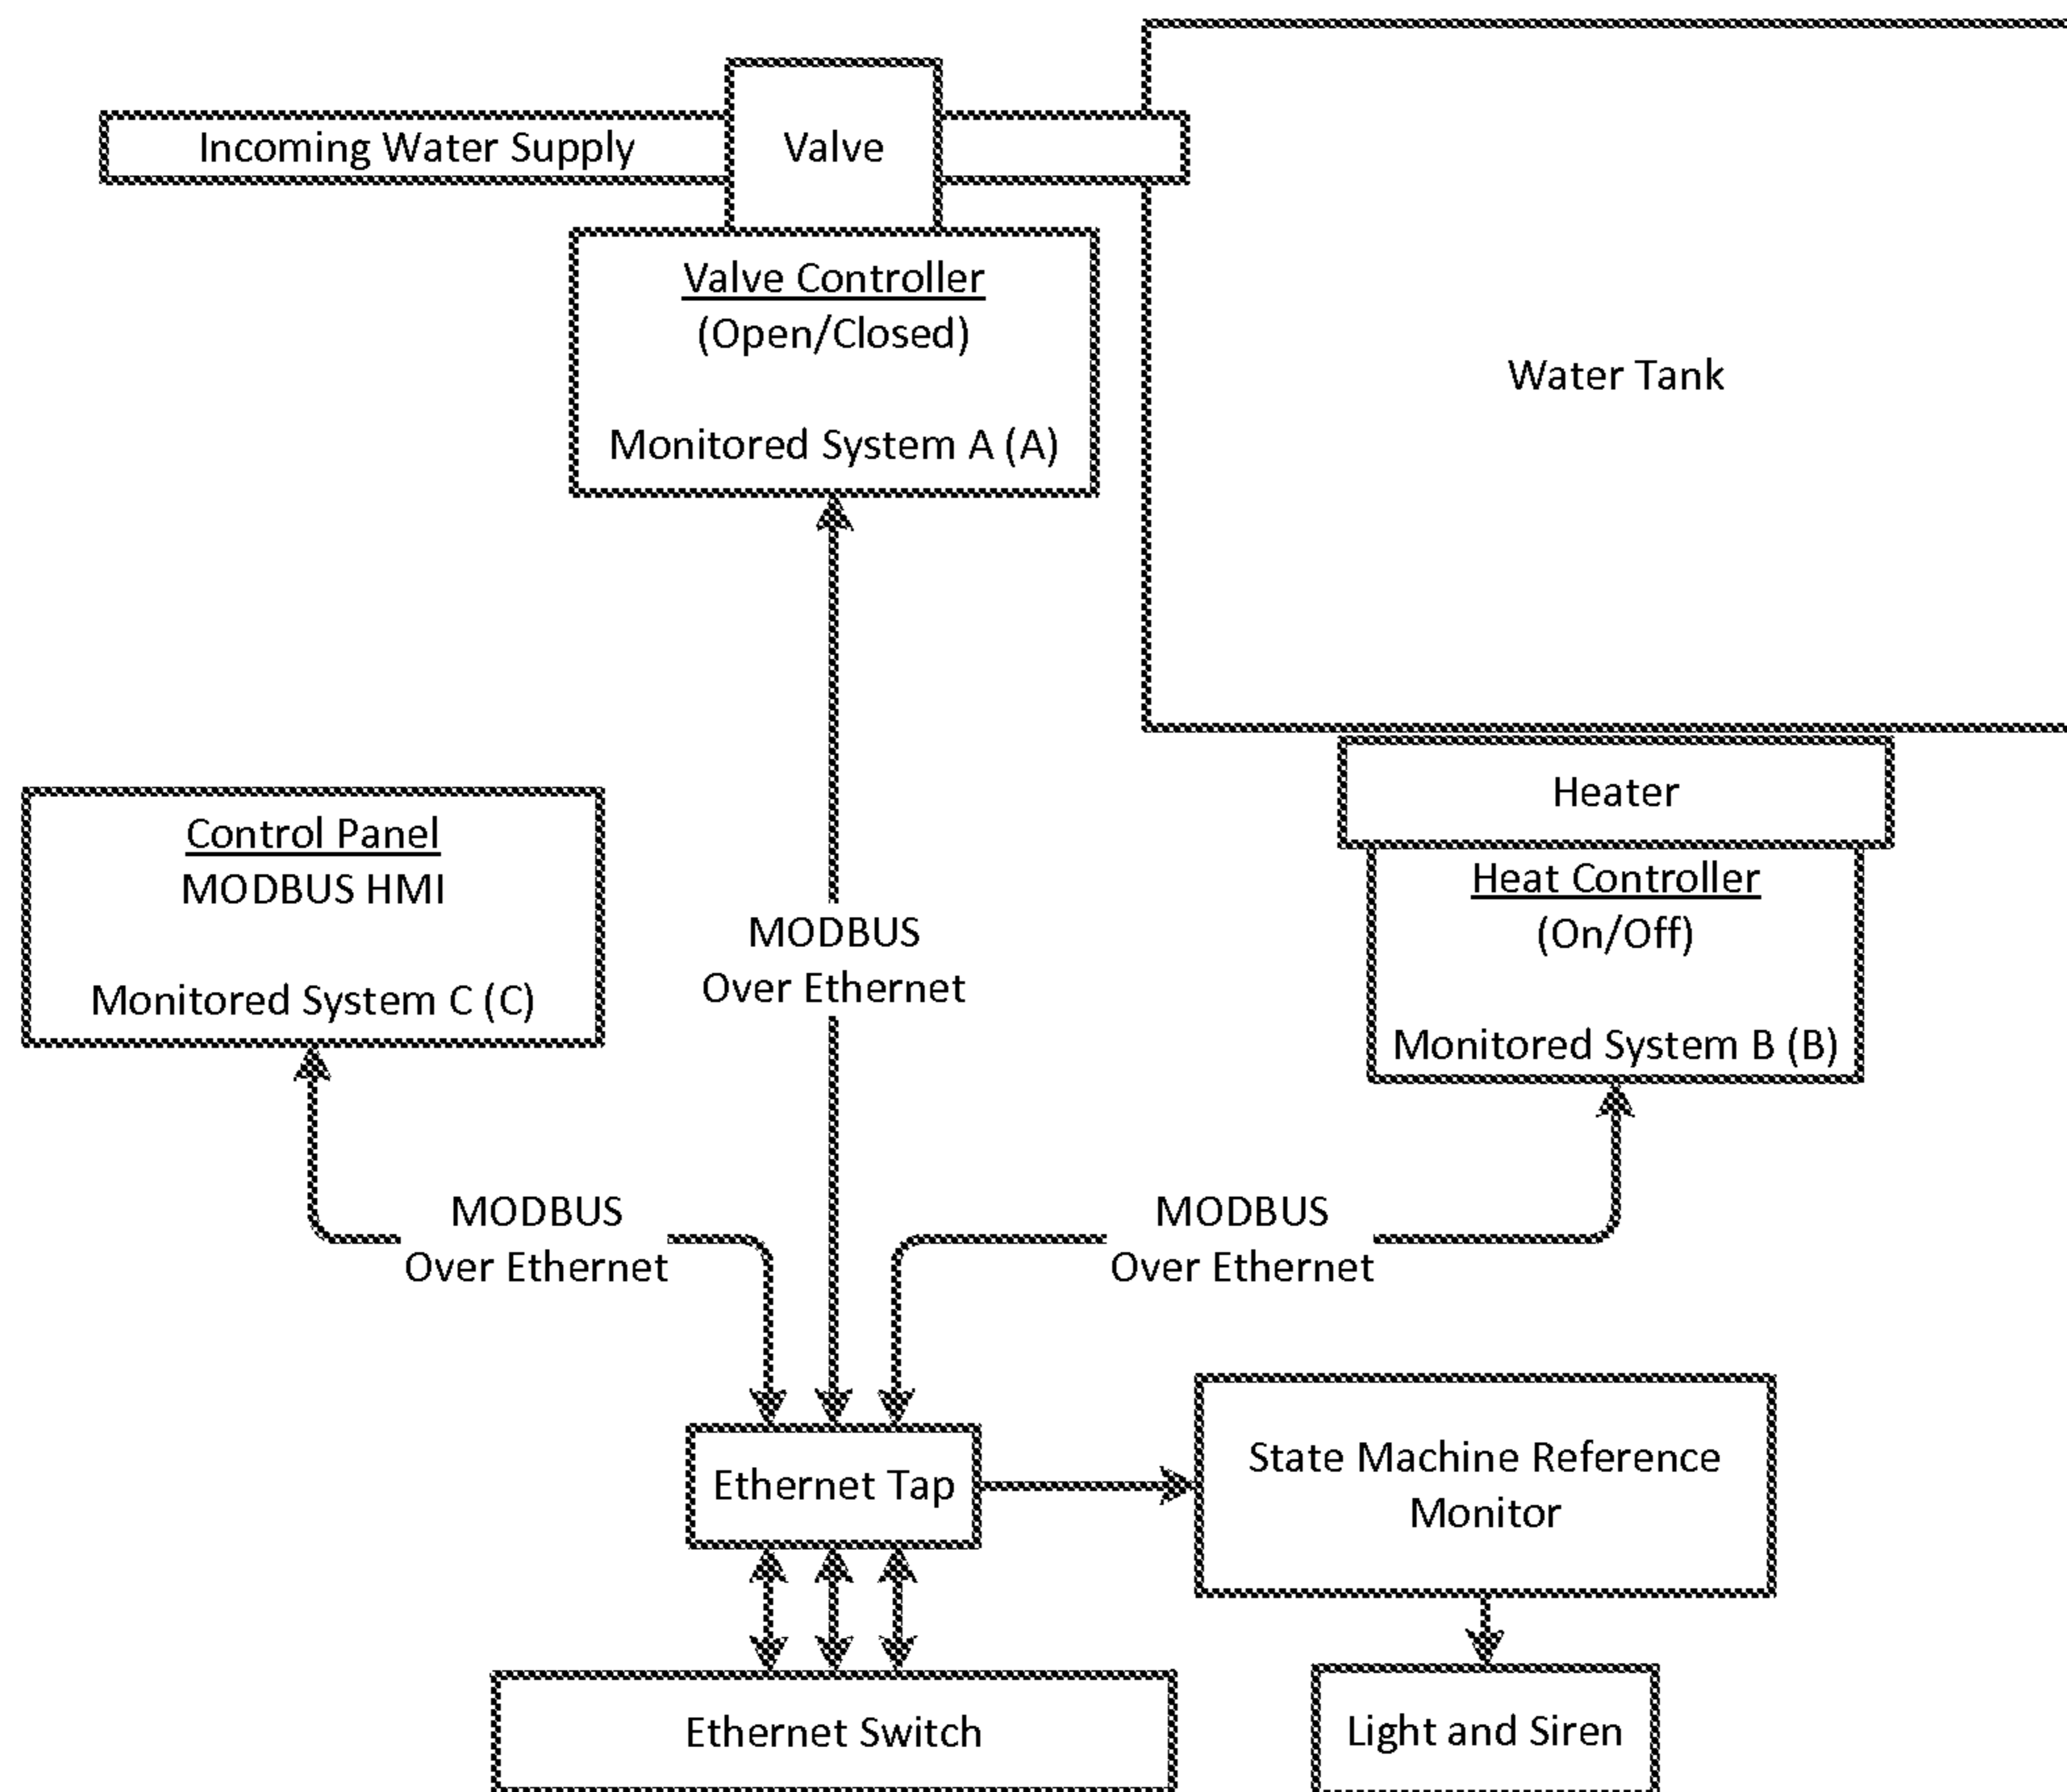 Incoming Water Supply
Valve
Valve Controller
(Open/Closed)
Monitored System A (A)
Water Tank
Heater
Heat Controller
(On/Off)
Monitored System B (B)
Control Panel
MODBUS HMI
Monitored System C (C)
MODBUS
Over Ethernet
MODBUS
Over Ethernet
MODBUS
Over Ethernet
Ethernet Tap
State Machine Reference
Monitor
Ethernet Switch
Light and Siren